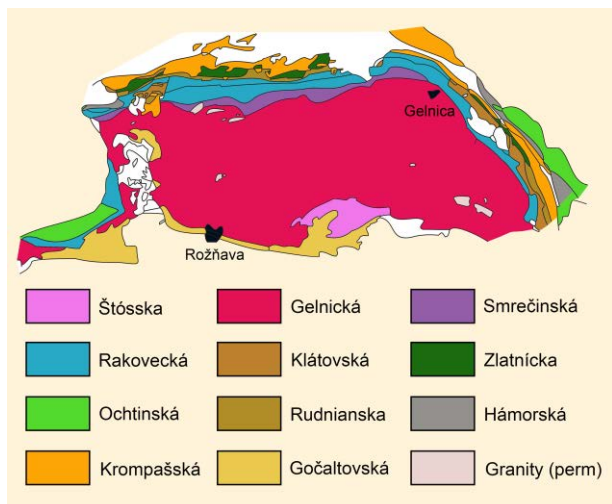 Gelnica
Rožňava
Štósska
Gelnická
Smrečinská
Rakovecká
Klátovská
Zlatnícka
Ochtinská
Rudnianska
Hámorská
Krompašská
Gočaltovská
Granity (perm)